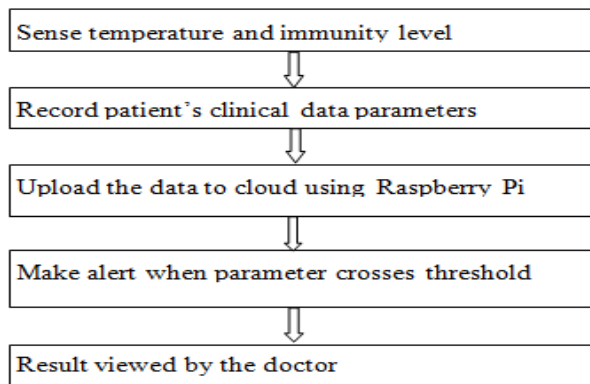 Sense temperature and immunity level
Record patient's clinical data parameters
Upload the data to cloud using Raspberry Pi
Make alert when parameter crosses threshold
Result viewed by the doctor